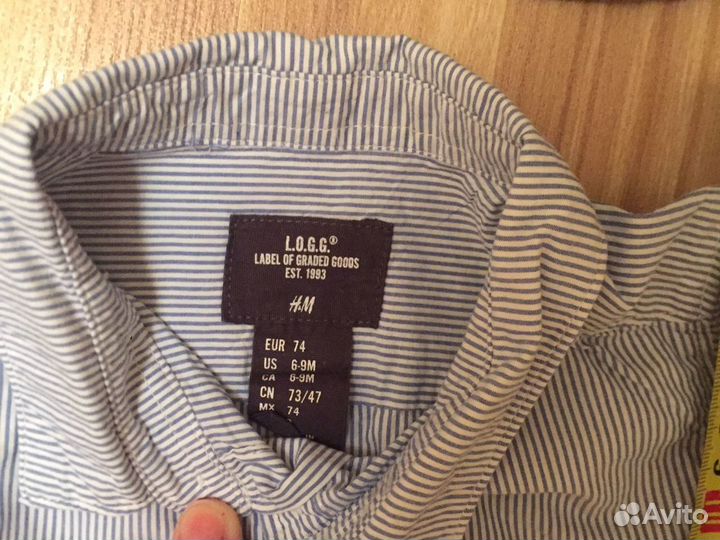 L.O.G.G.®
LABEL OF GRADED GOODS
EST. 1993
H&M
EUR 74
US 6-9M
CA 6-9M
CN 73/47
MX 74
Avito